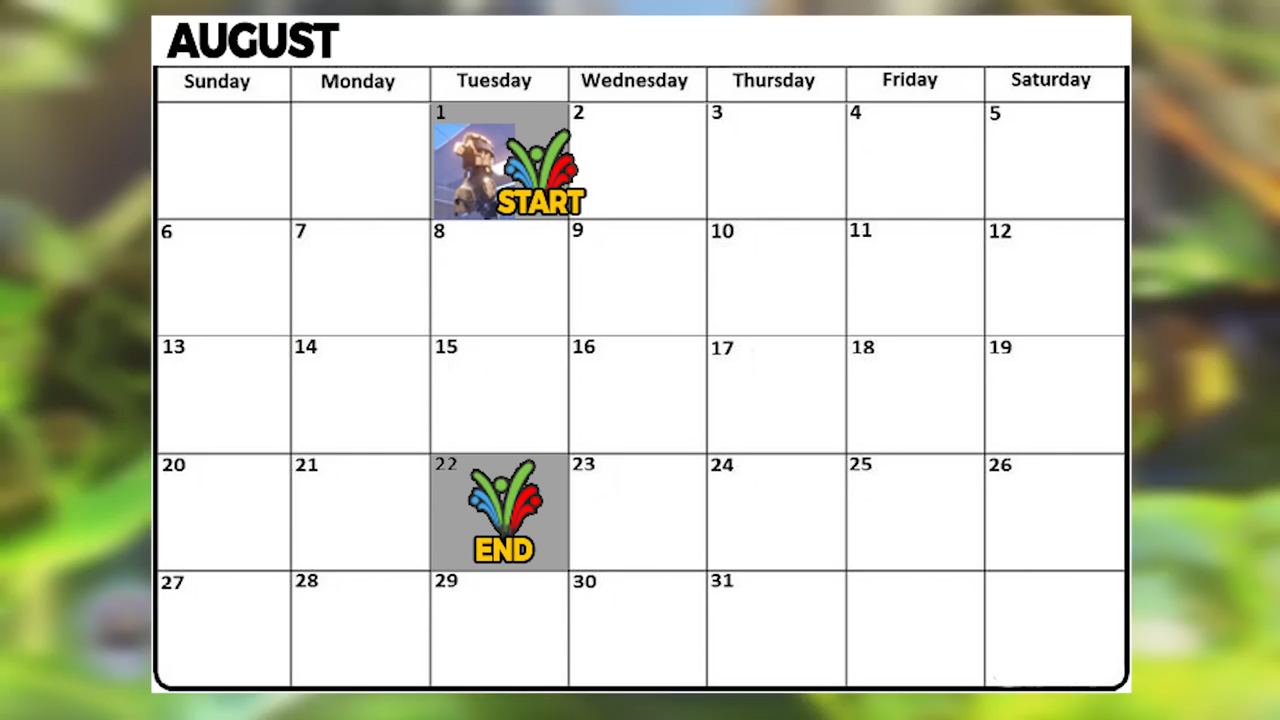 AUGUST
Sunday Monday Tuesday Wednesday Thursday Friday Saturday
1 2 3 4 5
START
6 7 8 9 10 11 12
13 14 15 16 17 18 19
20 21 22 23 24 25 26
END
27 28 29 30 31